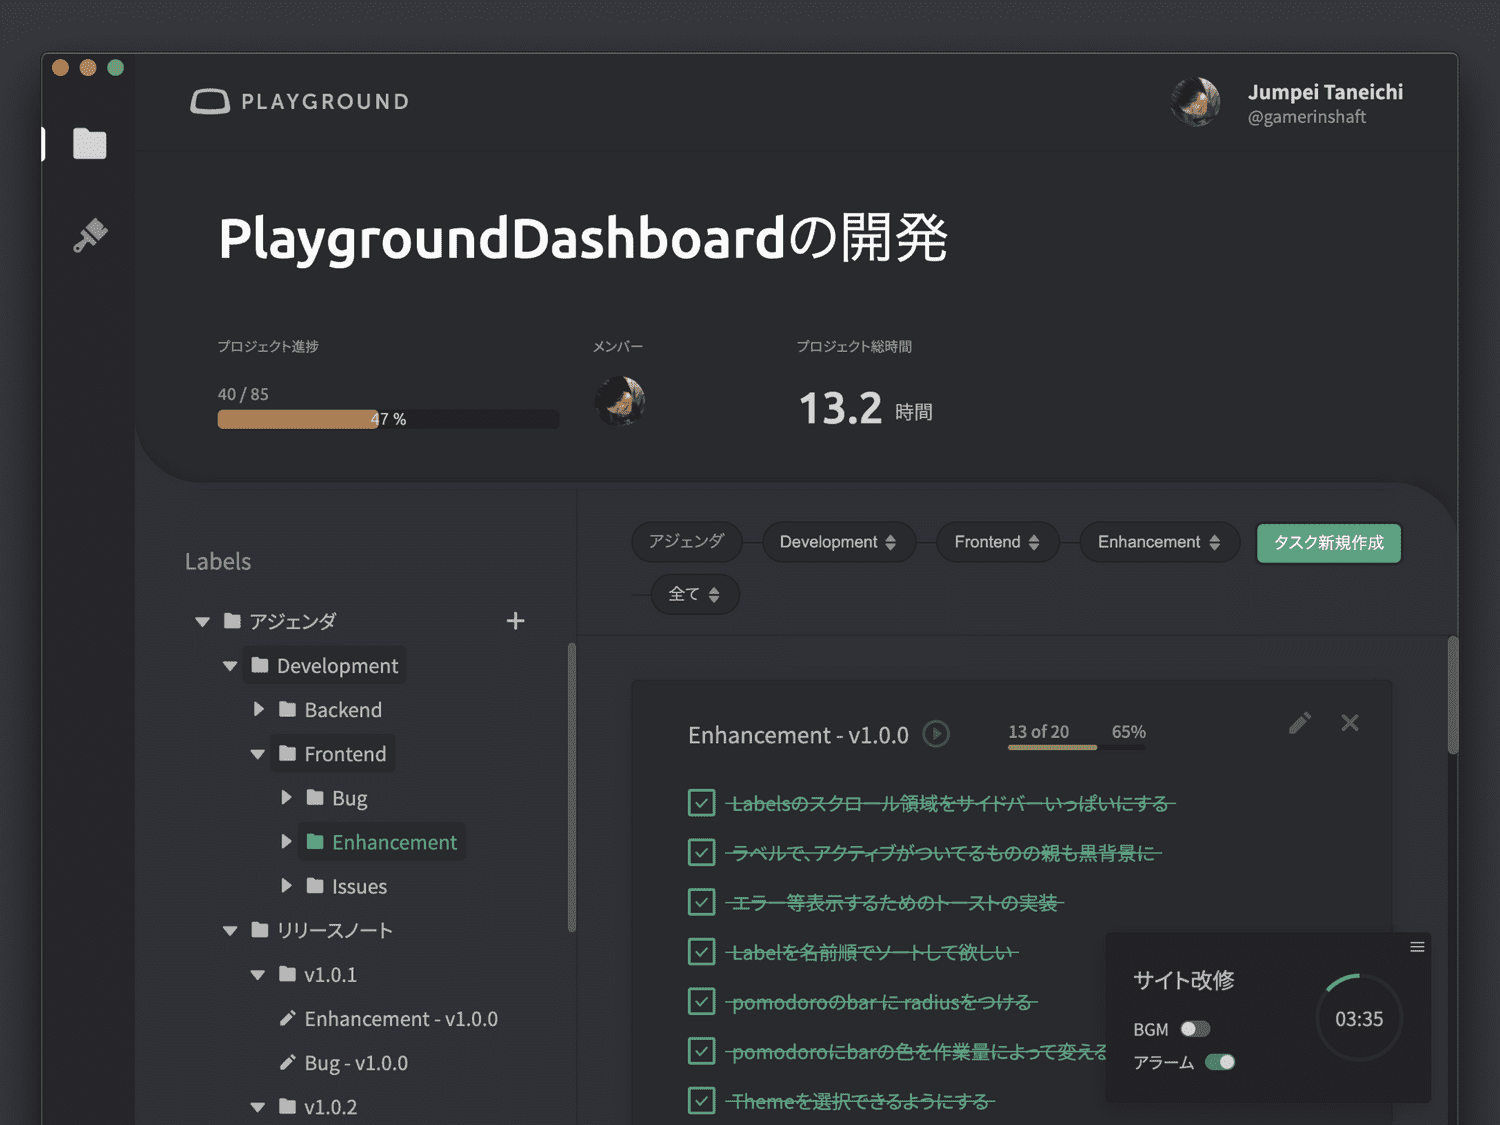 PLAYGROUND
Jumpei Taneichi
@gamerinshaft
PlaygroundDashboardの開発
プロジェクト進捗
メンバー
プロジェクト総時間
40 / 85
47 %
13.2 時間
アジェンダ
Development
Frontend
Enhancement
タスク新規作成
全て
Labels
アジェンダ
Development
Backend
Frontend
Bug
Enhancement
Issues
リリースノート
v1.0.1
Enhancement - v1.0.0
Bug - v1.0.0
v1.0.2
Enhancement - v1.0.0
13 of 20
65%
Labelsのスクロール領域をサイドバーいっぱいにする
ラベルで、アクティブがついてるものの親も黒背景に
エラー等表示するためのトーストの実装
Labelを名前順でソートして欲しい
pomodoroのbar に radiusをつける
pomodoroにbarの色を作業量によって変える
Themeを選択できるようにする
サイト改修
BGM
アラーム
03:35